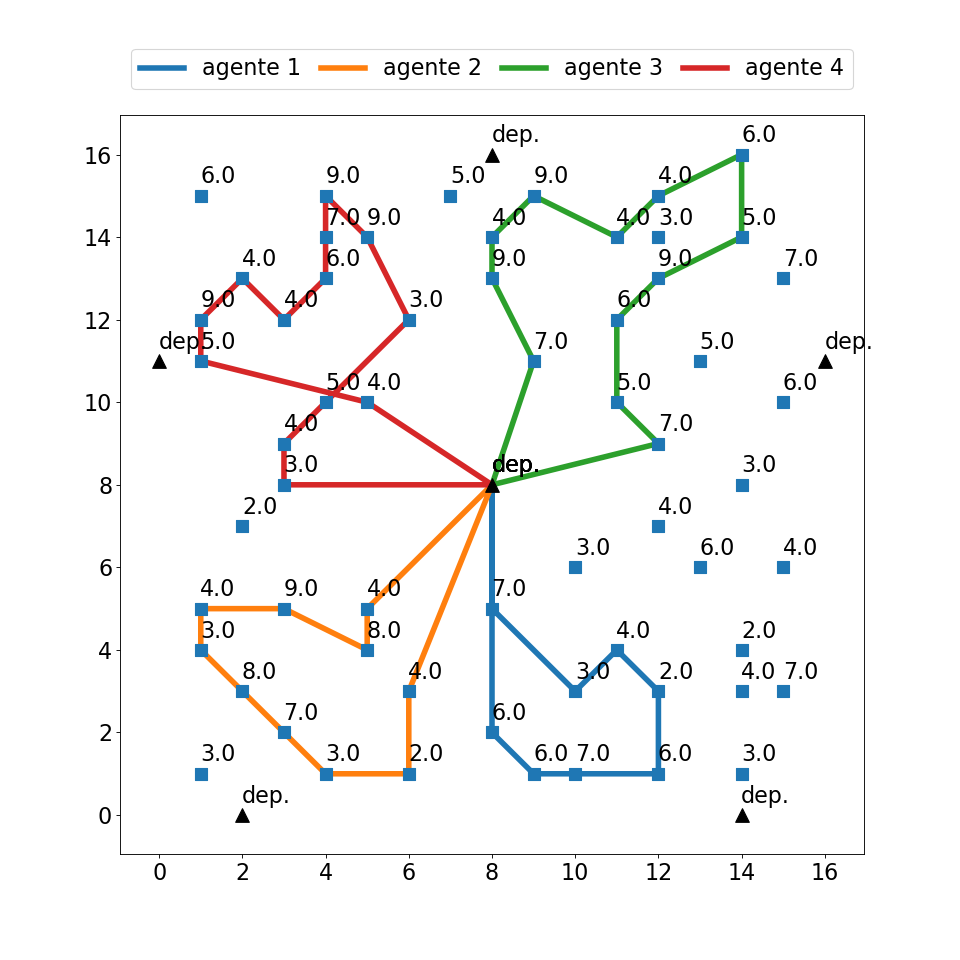 agente 1 agente 2 agente 3 agente 4
6.0
dep.
16
6.0 9.0 5.0 9.0 4.0
7.0 9.0 4.0 4.0 3.0 5.0
14
4.0 6.0 9.0 9.0 7.0
9.0 4.0 3.0 6.0
12
dep. 5.0 7.0 5.0 dep.
5.0 4.0 5.0 6.0
10
4.0 7.0
3.0 dep. 3.0
8
2.0 4.0
3.0 6.0 4.0
6
4.0 9.0 4.0 7.0
3.0 8.0 4.0 2.0
4
8.0 4.0 3.0 2.0 4.0 7.0
7.0 6.0
2
3.0 3.0 2.0 6.0 7.0 6.0 3.0
dep. dep.
0
0 2 4 6 8 10 12 14 16